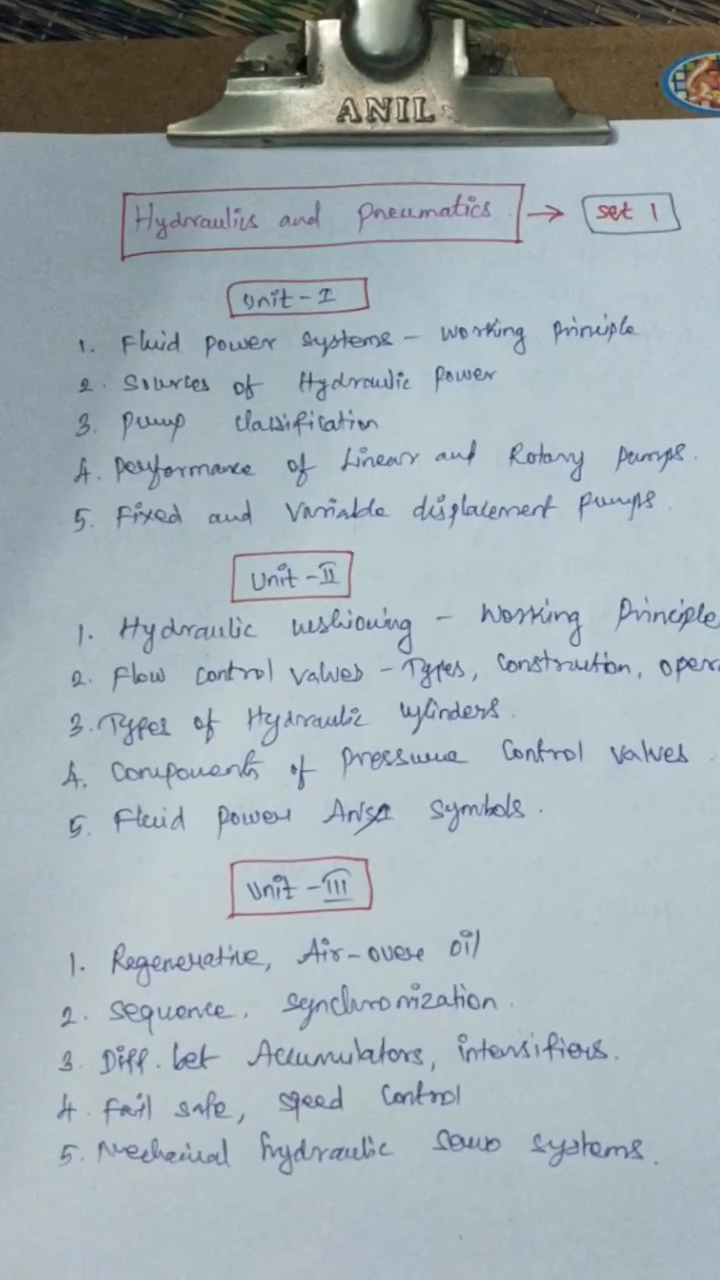 ANIL
Hydraulics and Pneumatics. → Set 1
Unit - I
1. Fluid power systems - Working Principle
2. Sources of Hydraulic Power
3. Pump classification
4. Performance of Linear and Rotary Pumps.
5. Fixed and Variable displacement Pumps.
Unit - II
1. Hydraulic cushioning - Working Principle
2. Flow control valves - Types, Construction, oper
3. Types of Hydraulic cylinders.
4. Components of Pressure Control valves
5. Fluid Power ANSI symbols.
Unit - III
1. Regenerative, Air-over oil
2. Sequence, synchronization.
3. Diff. bet Accumulators, intensifiers.
4. Fail safe, speed Control
5. Mechanical hydraulic servo systems.